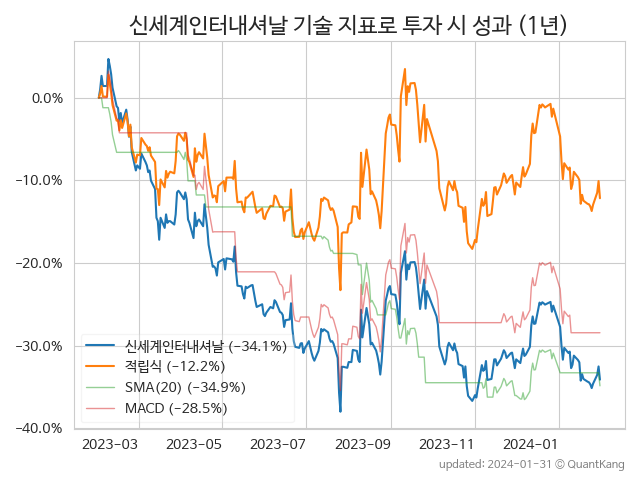 신세계인터내셔날 기술 지표로 투자 시 성과 (1년)
0.0%
−10.0%
−20.0%
−30.0%
−40.0%
신세계인터내셔날 (−34.1%)
적립식 (−12.2%)
SMA(20) (−34.9%)
MACD (−28.5%)
2023−03 2023−05 2023−07 2023−09 2023−11 2024−01
updated: 2024−01−31 © QuantKang